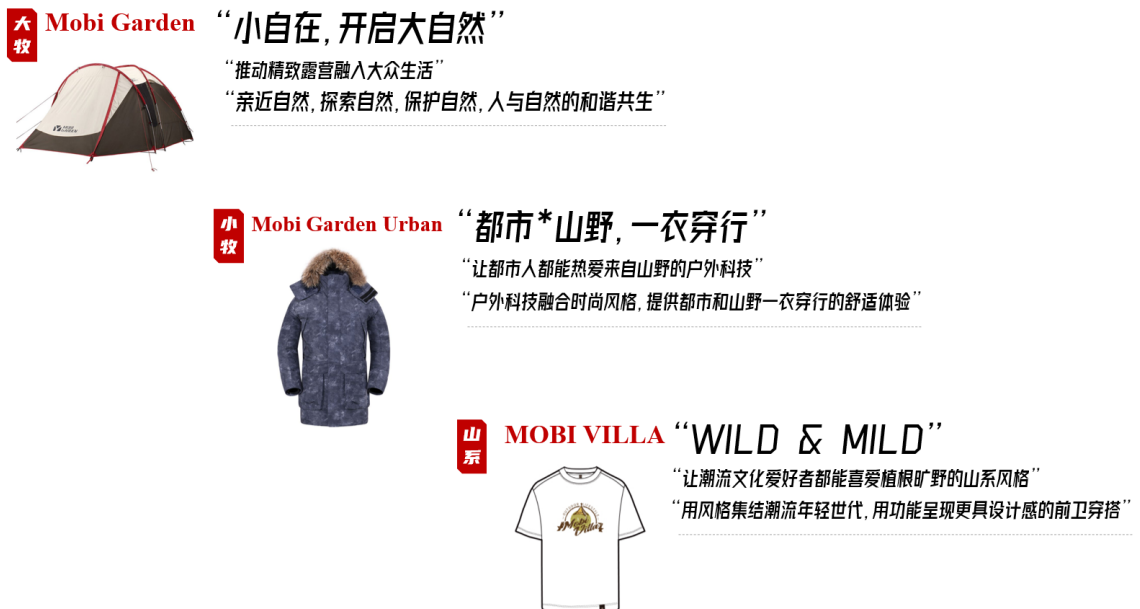 大牧
Mobi Garden
“小自在,开启大自然”
“推动精致露营融入大众生活”
“亲近自然,探索自然,保护自然,人与自然的和谐共生”
小牧
Mobi Garden Urban
“都市*山野,一衣穿行”
“让都市人都能热爱来自山野的户外科技”
“户外科技融合时尚风格,提供都市和山野一衣穿行的舒适体验”
山系
MOBI VILLA
“WILD & MILD”
“让潮流文化爱好者都能喜爱植根旷野的山系风格”
“用风格集结潮流年轻世代,用功能呈现更具设计感的前卫穿搭”
Mobi
Villa